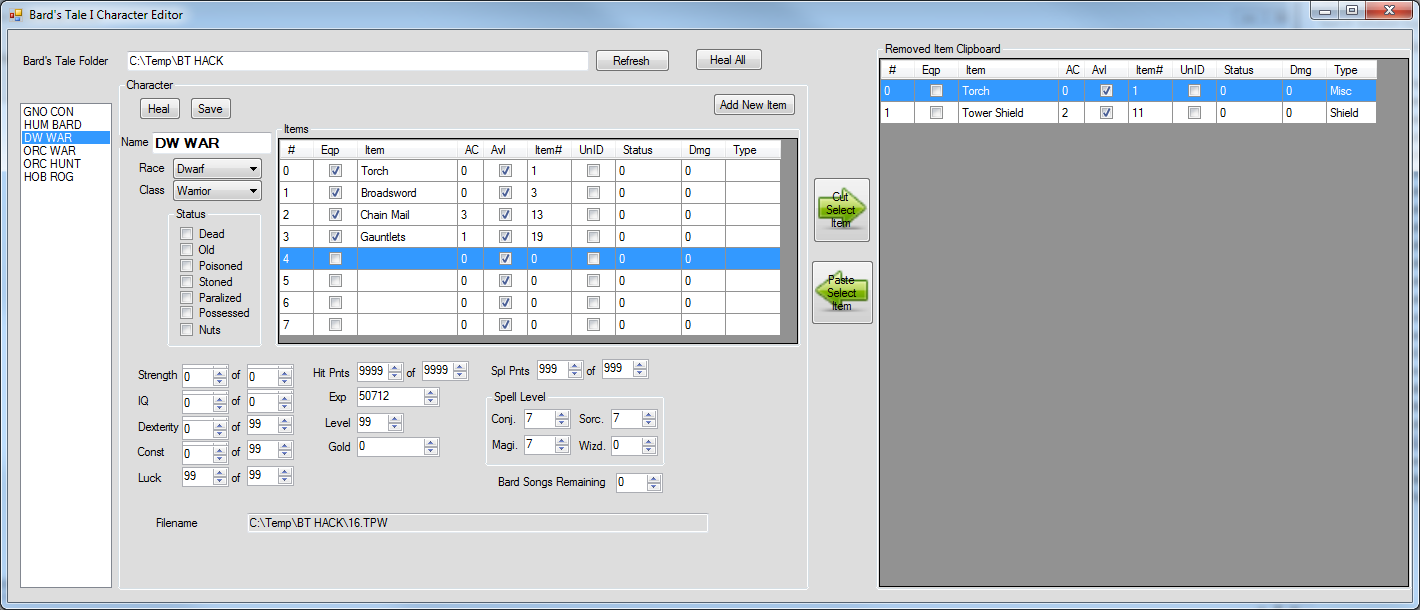 Bard's Tale I Character Editor
Bard's Tale Folder C:\Temp\BT HACK Refresh Heal All
GNO CON
HUM BARD
DW WAR
ORC WAR
ORC HUNT
HOB ROG
Character
Heal Save Add New Item
Name DW WAR
Race Dwarf
Class Warrior
Status
Dead
Old
Poisoned
Stoned
Paralized
Possessed
Nuts
Items
# Eqp Item AC Avl Item# UnID Status Dmg Type
0 Torch 0 1 0 0
1 Broadsword 0 3 0 0
2 Chain Mail 3 13 0 0
3 Gauntlets 1 19 0 0
4 0 0 0 0
5 0 0 0 0
6 0 0 0 0
7 0 0 0 0
Strength 0 of 0
IQ 0 of 0
Dexterity 0 of 99
Const 0 of 99
Luck 99 of 99
Hit Pnts 9999 of 9999
Exp 50712
Level 99
Gold 0
Spl Pnts 999 of 999
Spell Level
Conj. 7 Sorc. 7
Magi. 7 Wizd. 0
Bard Songs Remaining 0
Filename C:\Temp\BT HACK\16.TPW
Cut
Select
Item
Paste
Select
Item
Removed Item Clipboard
# Eqp Item AC Avl Item# UnID Status Dmg Type
0 Torch 0 1 0 0 Misc
1 Tower Shield 2 11 0 0 Shield